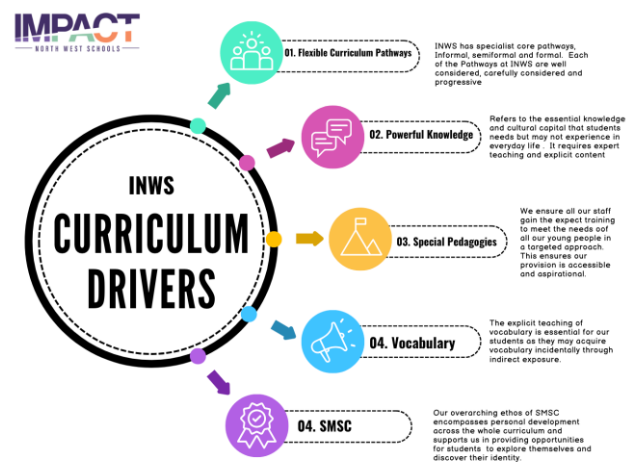 IMPACT
NORTH WEST SCHOOLS
01. Flexible Curriculum Pathways
INWS has specialist core pathways,
Informal, semiformal and formal. Each
of the Pathways at INWS are well
considered, carefully considered and
progressive
02. Powerful Knowledge
Refers to the essential knowledge
and cultural capital that students
needs but may not experience in
everyday life . It requires expert
teaching and explicit content
INWS
CURRICULUM
DRIVERS
03. Special Pedagogies
We ensure all our staff
gain the expect training
to meet the needs oof
all our young people in
a targeted approach.
This ensures our
provision is accessible
and aspirational.
04. Vocabulary
The explicit teaching of
vocabulary is essential for our
students as they may acquire
vocabulary incidentally through
indirect exposure.
04. SMSC
Our overarching ethos of SMSC
encompasses personal development
across the whole curriculum and
supports us in providing opportunities
for students to explore themselves and
discover their identity.